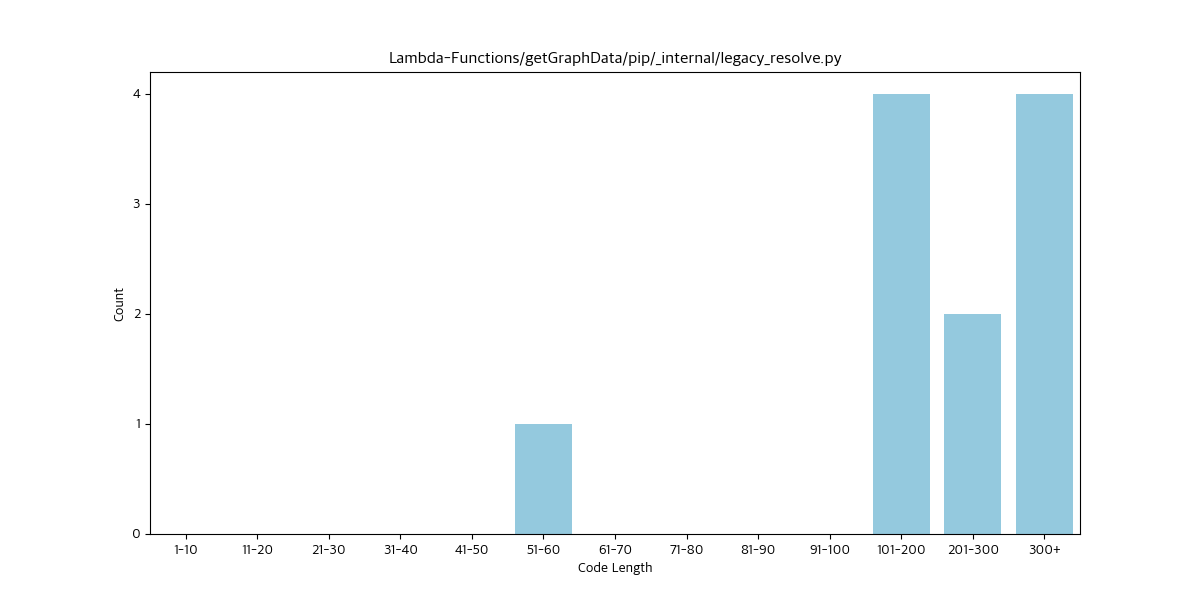 Lambda-Functions/getGraphData/pip/_internal/legacy_resolve.py
4
3
2
1
0
Count
1-10 11-20 21-30 31-40 41-50 51-60 61-70 71-80 81-90 91-100 101-200 201-300 300+
Code Length